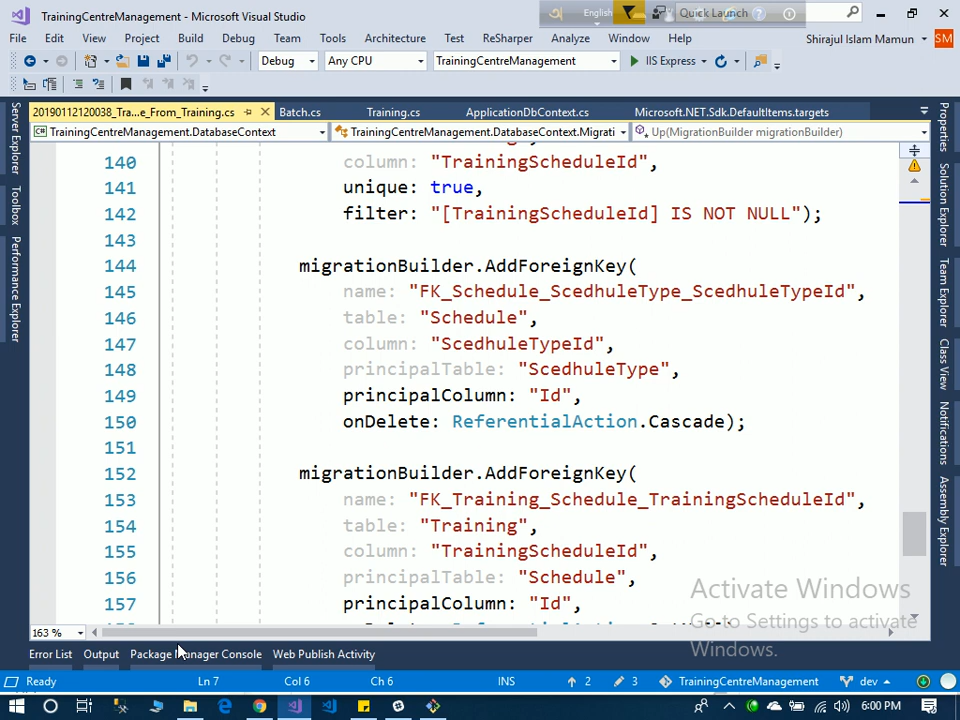 TrainingCentreManagement - Microsoft Visual Studio
English
Quick Launch
File Edit View Project Build Debug Team Tools Architecture Test ReSharper Analyze Window Help
Shirajul Islam Mamun SM
Debug Any CPU TrainingCentreManagement IIS Express
20190112120038_Tra...e_From_Training.cs Batch.cs Training.cs ApplicationDbContext.cs Microsoft.NET.Sdk.DefaultItems.targets
TrainingCentreManagement.DatabaseContext TrainingCentreManagement.DatabaseContext.Migrati Up(MigrationBuilder migrationBuilder)
140 column: "TrainingScheduleId",
141 unique: true,
142 filter: "[TrainingScheduleId] IS NOT NULL");
143
144 migrationBuilder.AddForeignKey(
145 name: "FK_Schedule_ScedhuleType_ScedhuleTypeId",
146 table: "Schedule",
147 column: "ScedhuleTypeId",
148 principalTable: "ScedhuleType",
149 principalColumn: "Id",
150 onDelete: ReferentialAction.Cascade);
151
152 migrationBuilder.AddForeignKey(
153 name: "FK_Training_Schedule_TrainingScheduleId",
154 table: "Training",
155 column: "TrainingScheduleId",
156 principalTable: "Schedule",
157 principalColumn: "Id",
Server Explorer
Toolbox
Performance Explorer
Properties
Solution Explorer
Team Explorer
Class View
Notifications
Assembly Explorer
Activate Windows
Go to Settings to activate
Windows.
163 %
Error List Output Package Manager Console Web Publish Activity
Ready Ln 7 Col 6 Ch 6 INS 2 3 TrainingCentreManagement dev
6:00 PM